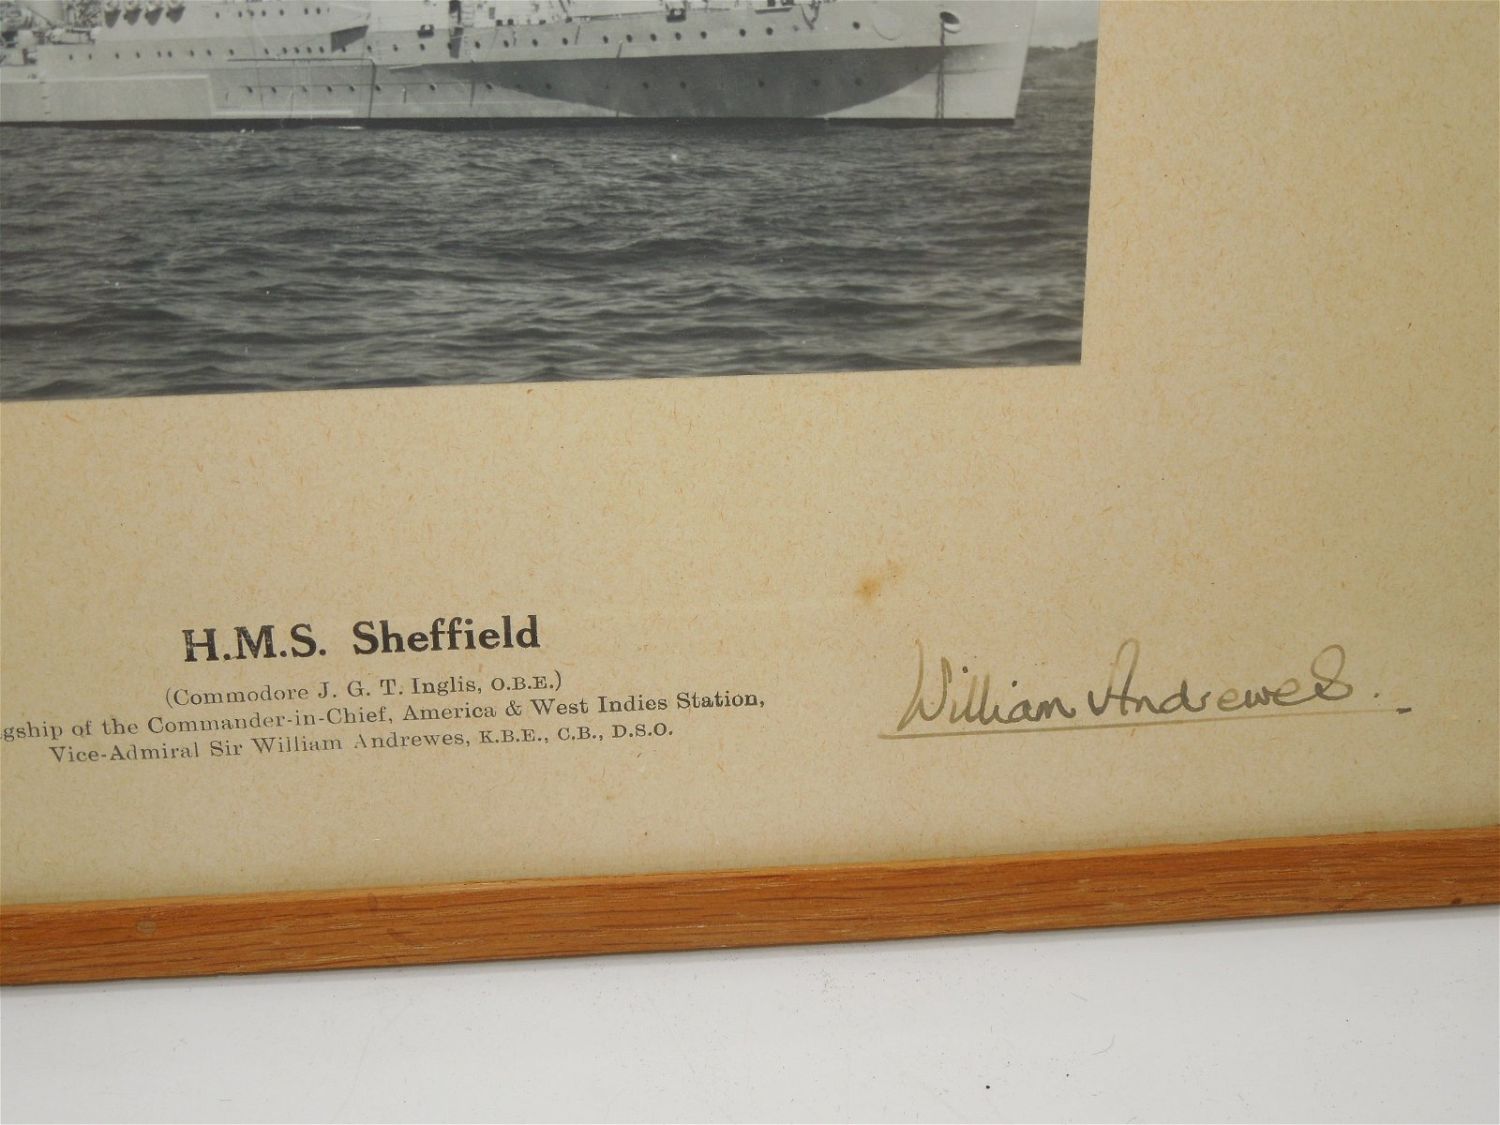 H.M.S. Sheffield
(Commodore J. G. T. Inglis, O.B.E.)
gship of the Commander-in-Chief, America & West Indies Station,
Vice-Admiral Sir William Andrewes, K.B.E., C.B., D.S.O.
William Andrewes.